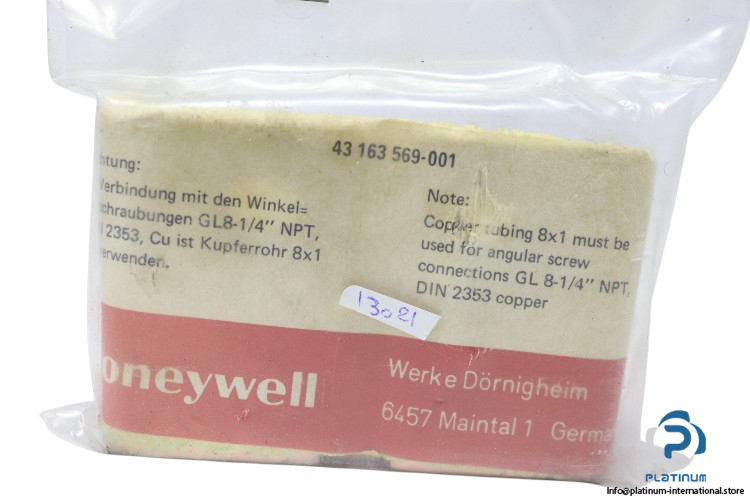 43 163 569-001
htung:
Verbindung mit den Winkel=
chraubungen GL8-1/4" NPT,
2353, Cu ist Kupferrohr 8x1
erwenden.
Note:
Copper tubing 8x1 must be
used for angular screw
connections GL 8-1/4" NPT,
DIN 2353 copper
13021
oneywell
Werke Dörnigheim
6457 Maintal 1 Germa
PLATINUM
Info@platinum-international.store